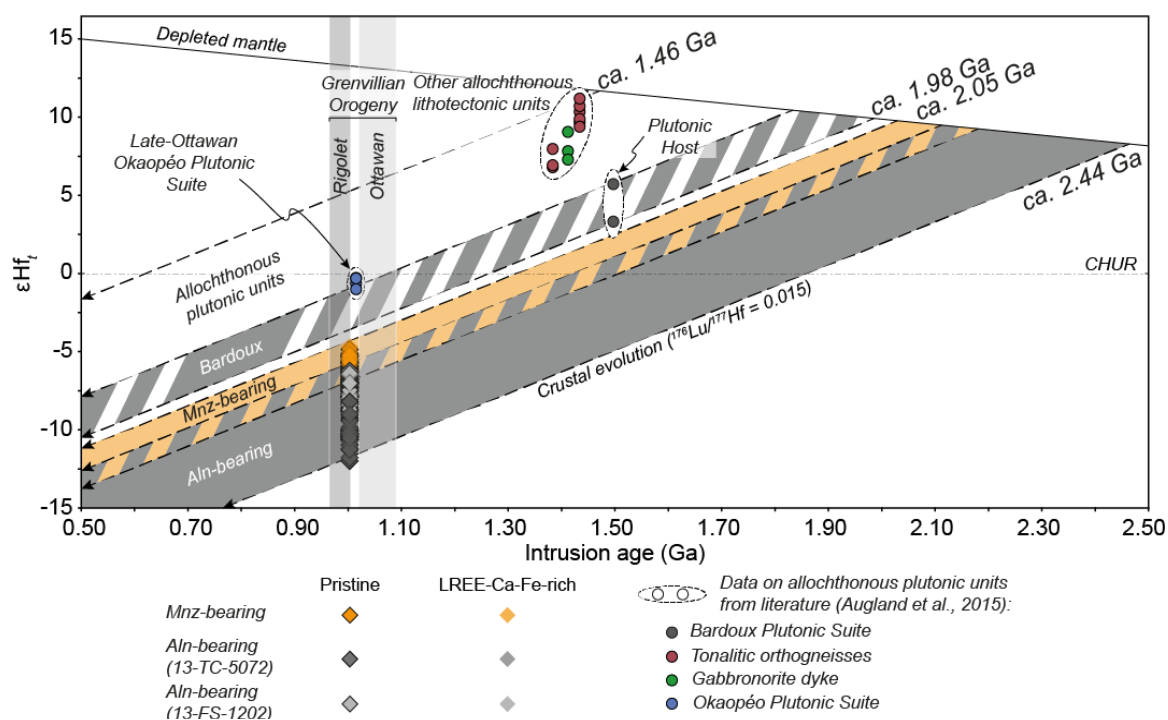 15
10
5
0
-5
-10
-15
εHfₜ
Depleted mantle
Grenvillian
Orogeny
Rigolet
Ottawan
Other allochthonous
lithotectonic units
ca. 1.46 Ga
ca. 1.98 Ga
ca. 2.05 Ga
ca. 2.44 Ga
Late-Ottawan
Okaopéo Plutonic
Suite
Plutonic
Host
CHUR
Allochthonous
plutonic units
Bardoux
Mnz-bearing
Aln-bearing
Crustal evolution (¹⁷⁶Lu/¹⁷⁷Hf = 0.015)
0.50 0.70 0.90 1.10 1.30 1.50 1.70 1.90 2.10 2.30 2.50
Intrusion age (Ga)
Pristine LREE-Ca-Fe-rich
Mnz-bearing
Aln-bearing
(13-TC-5072)
Aln-bearing
(13-FS-1202)
Data on allochthonous plutonic units
from literature (Augland et al., 2015):
Bardoux Plutonic Suite
Tonalitic orthogneisses
Gabbronorite dyke
Okaopéo Plutonic Suite